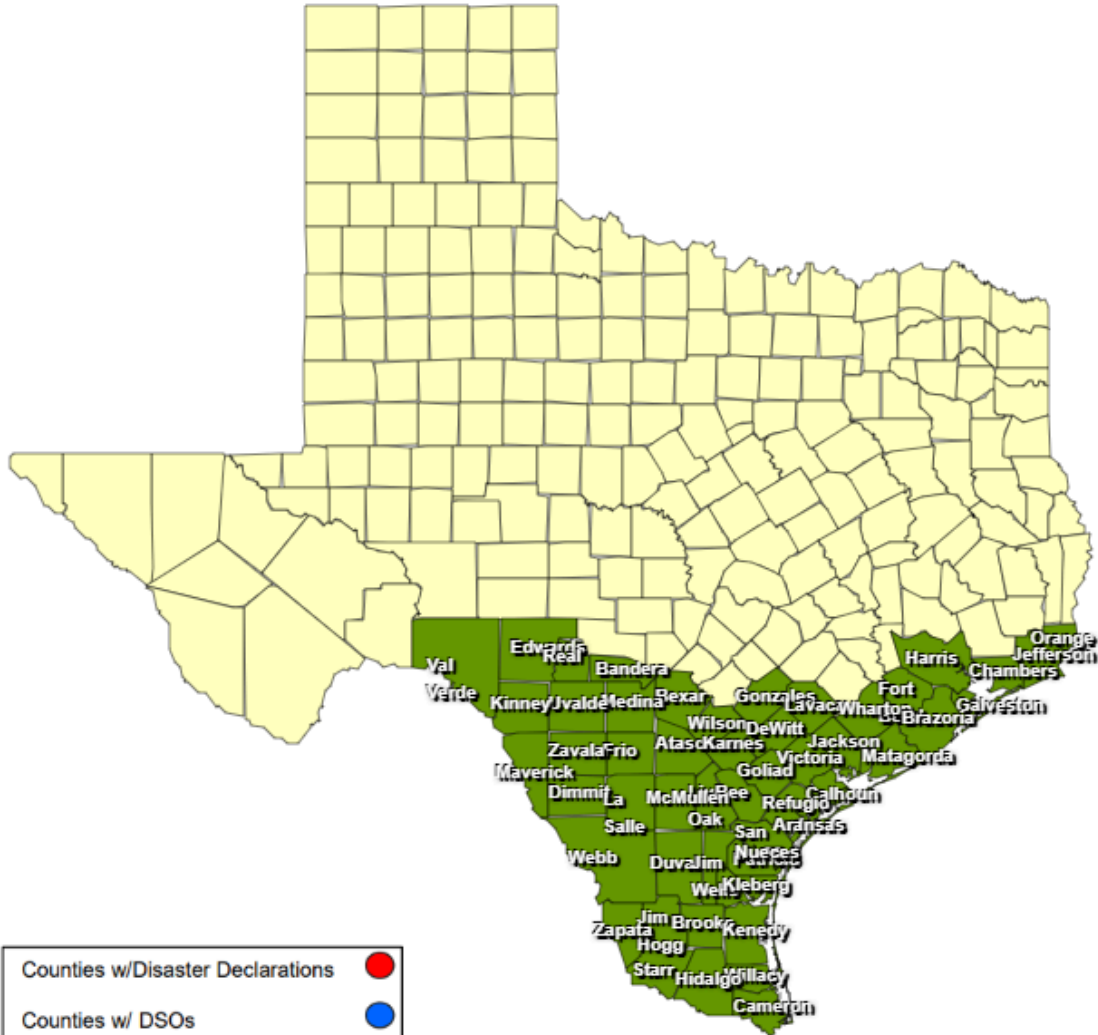 Orange
Edwards
Harris
Jefferson
Real
Val
Bandera
Chambers
Fort
Verde
Bexar
Gonzales
Kinney
Uvalde
Medina
Lavaca
Wharton
Galveston
Brazoria
Wilson
DeWitt
Atasc
Karnes
Jackson
Zavala
Frio
Victoria
Matagorda
Maverick
Goliad
Dimmit
La
McMullen
Bee
Calhoun
Refugio
Oak
Salle
Aransas
San
Webb
Nueces
Duval
Jim
Kleberg
Wells
Jim
Brooks
Zapata
Kenedy
Hogg
Starr
Hidalgo
Willacy
Cameron
Counties w/Disaster Declarations
Counties w/ DSOs